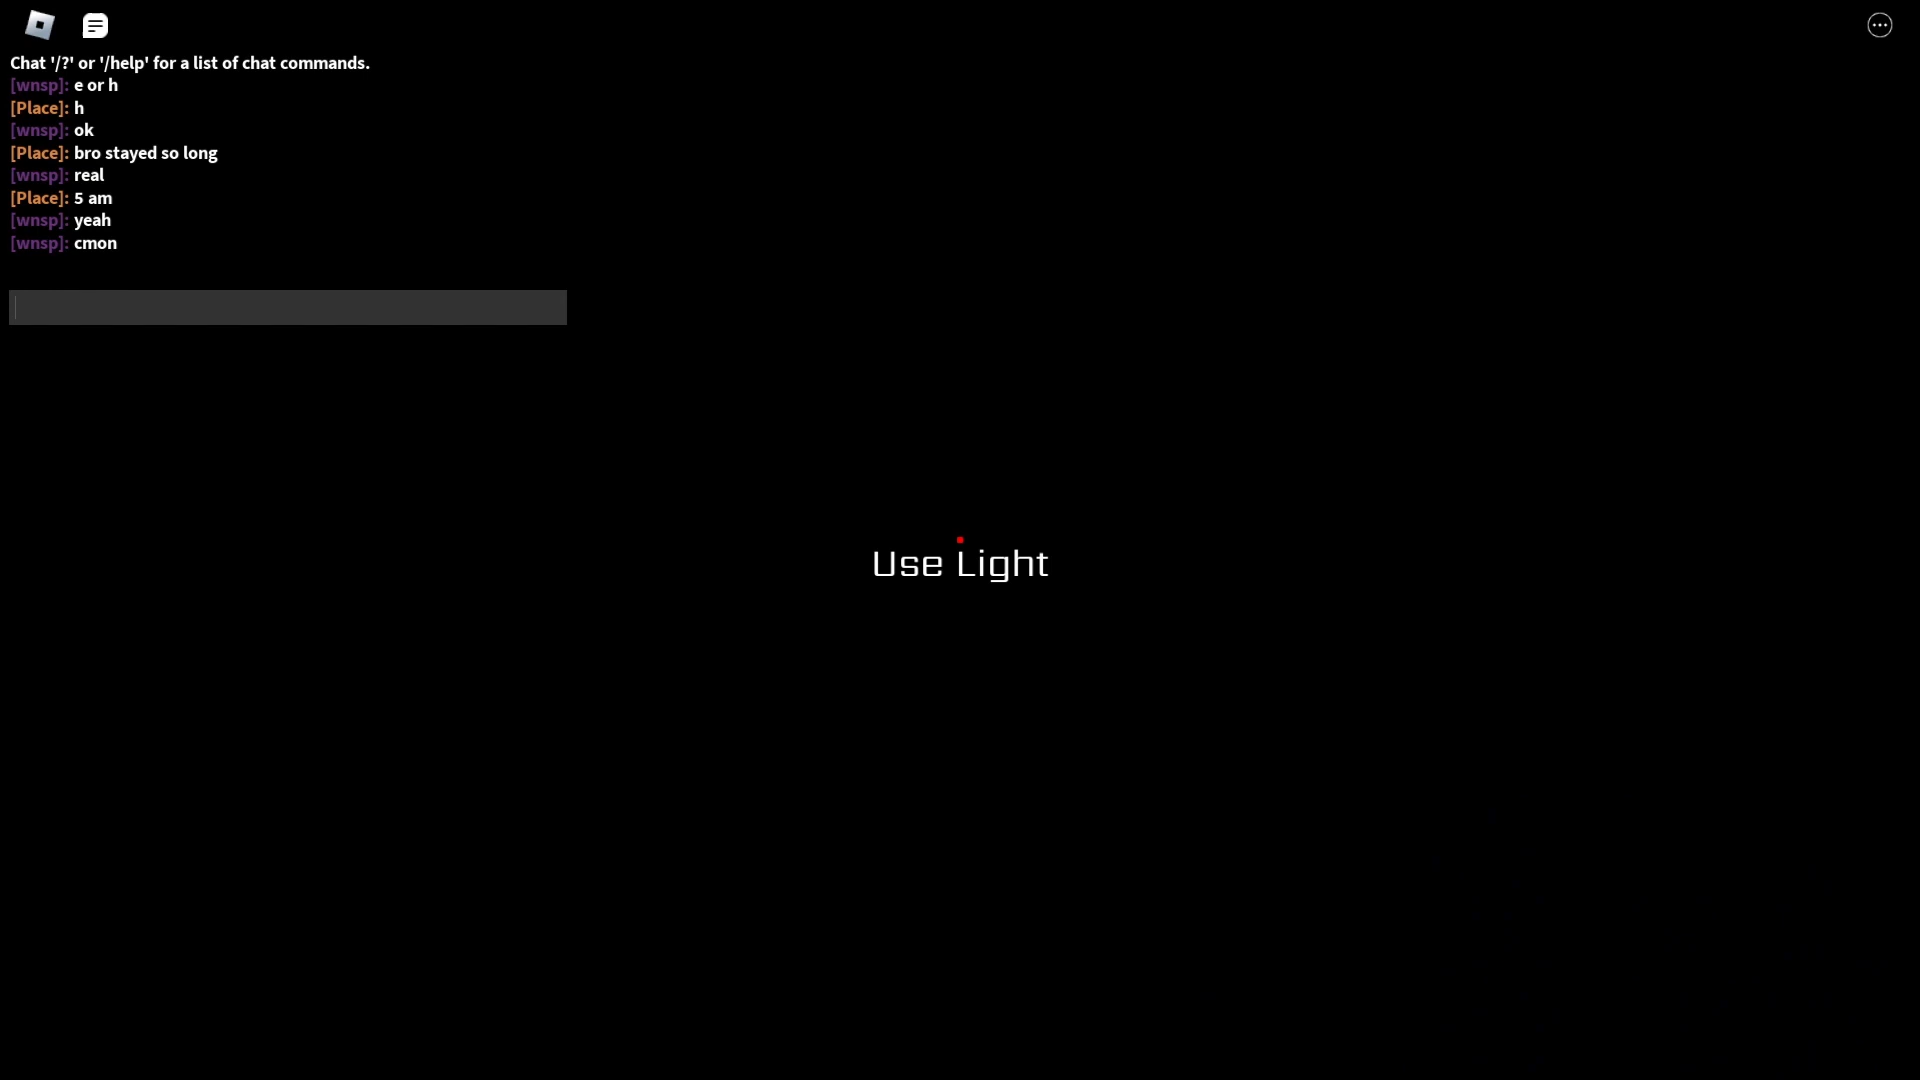 Chat '/?' or '/help' for a list of chat commands.
[wnsp]: e or h
[Place]: h
[wnsp]: ok
[Place]: bro stayed so long
[wnsp]: real
[Place]: 5 am
[wnsp]: yeah
[wnsp]: cmon
Use Light